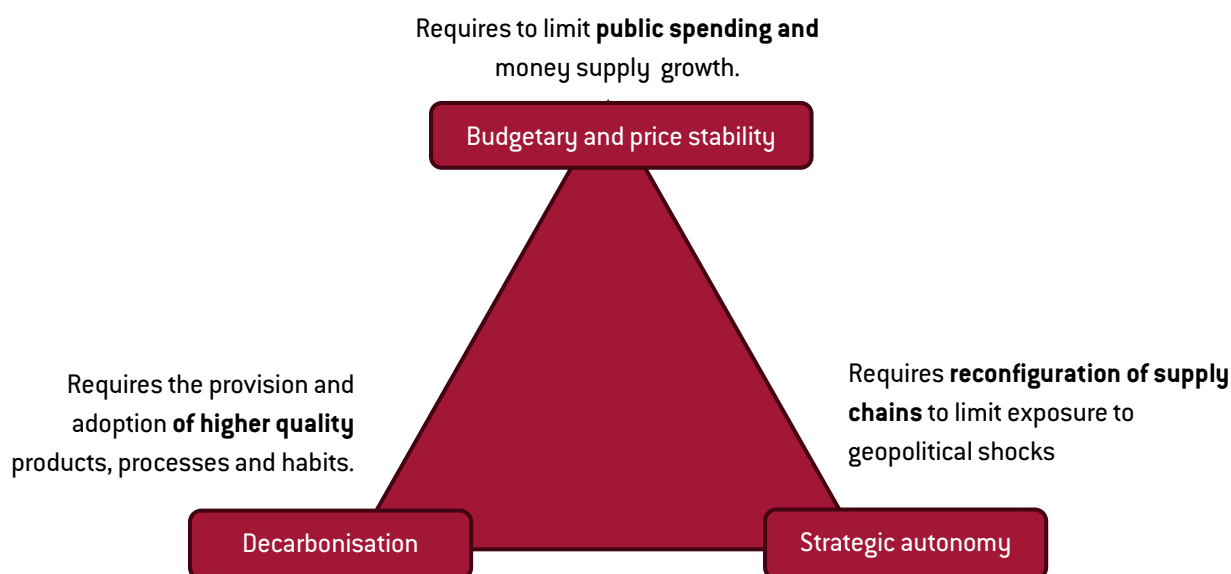 Requires to limit public spending and
money supply growth.
Budgetary and price stability
Requires the provision and
adoption of higher quality
products, processes and habits.
Requires reconfiguration of supply
chains to limit exposure to
geopolitical shocks
Decarbonisation
Strategic autonomy